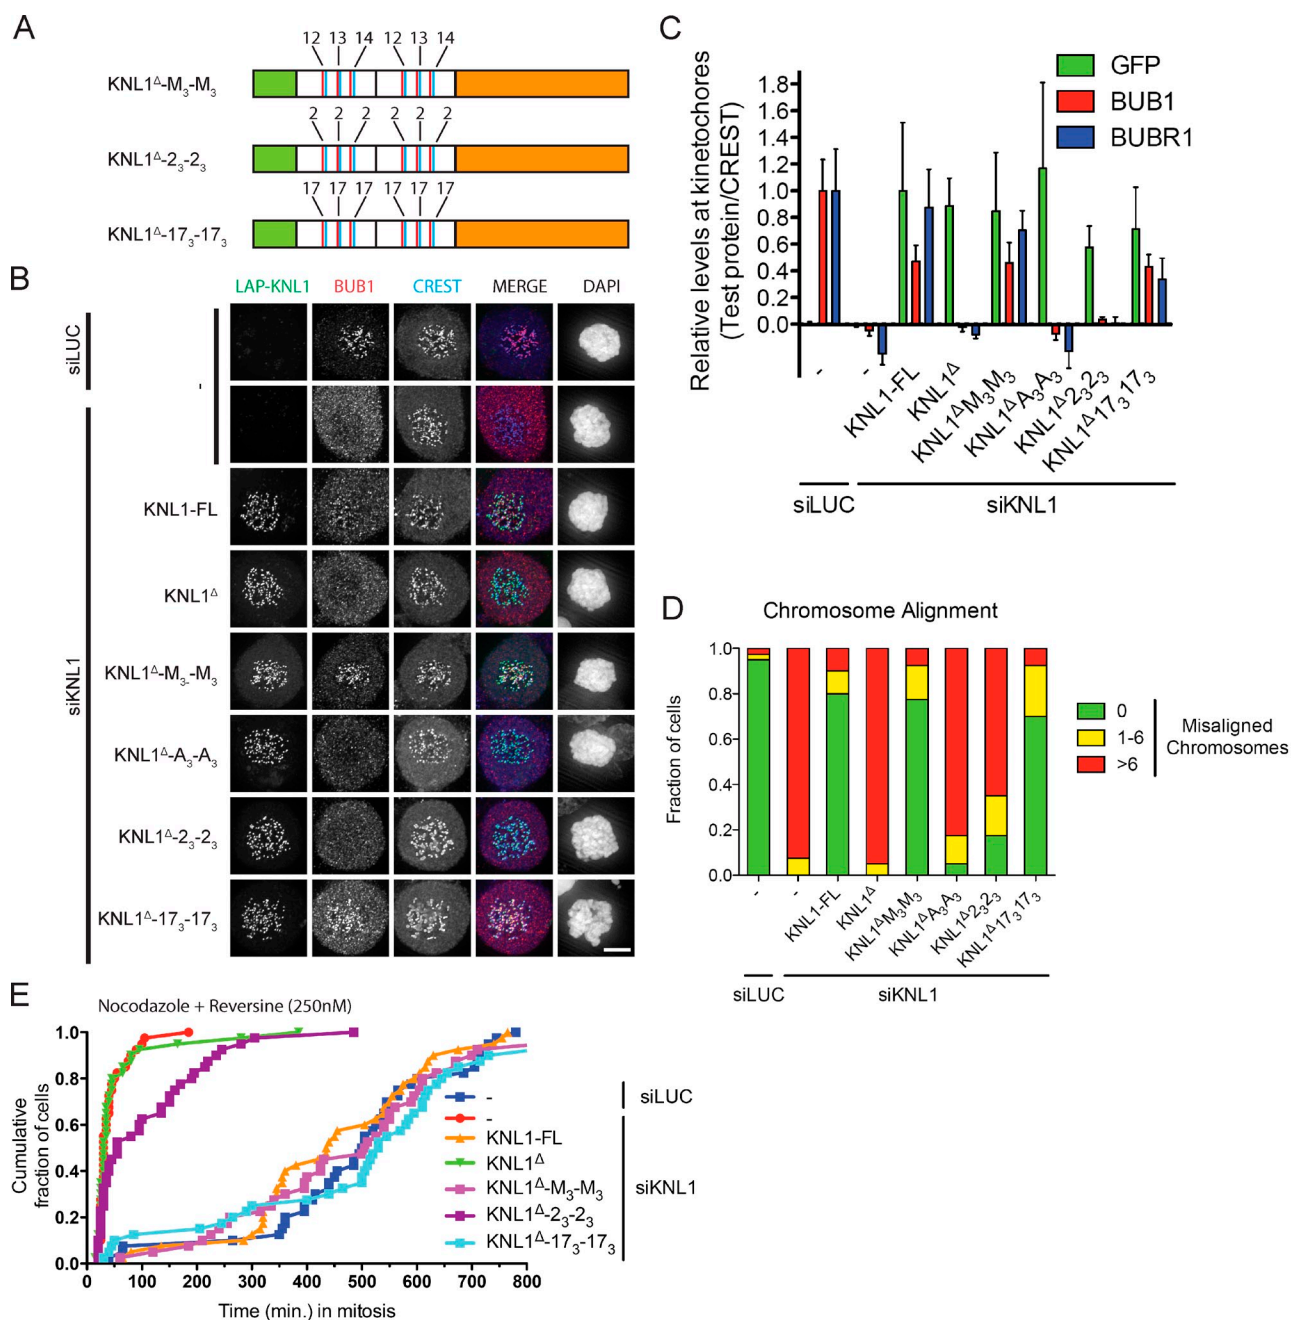 A
12 13 14 12 13 14
KNL1Δ-M3-M3
2 2 2 2 2 2
KNL1Δ-23-23
17 17 17 17 17 17
KNL1Δ-173-173
B
LAP-KNL1 BUB1 CREST MERGE DAPI
siLUC
-
siKNL1
KNL1-FL
KNL1Δ
KNL1Δ-M3-M3
KNL1Δ-A3-A3
KNL1Δ-23-23
KNL1Δ-173-173
C
Relative levels at kinetochores
(Test protein/CREST)
1.8
1.6
1.4
1.2
1.0
0.8
0.6
0.4
0.2
0.0
GFP
BUB1
BUBR1
- - KNL1-FL KNL1Δ KNL1ΔM3M3 KNL1ΔA3A3 KNL1Δ2323 KNL1Δ173173
siLUC siKNL1
D
Chromosome Alignment
Fraction of cells
1.0
0.8
0.6
0.4
0.2
0.0
0
1-6
>6
Misaligned
Chromosomes
- - KNL1-FL KNL1Δ KNL1ΔM3M3 KNL1ΔA3A3 KNL1Δ2323 KNL1Δ173173
siLUC siKNL1
E
Nocodazole + Reversine (250nM)
Cumulative
fraction of cells
1.0
0.8
0.6
0.4
0.2
0.0
0 100 200 300 400 500 600 700 800
Time (min.) in mitosis
-
-
KNL1-FL
KNL1Δ
KNL1Δ-M3-M3
KNL1Δ-23-23
KNL1Δ-173-173
siLUC
siKNL1